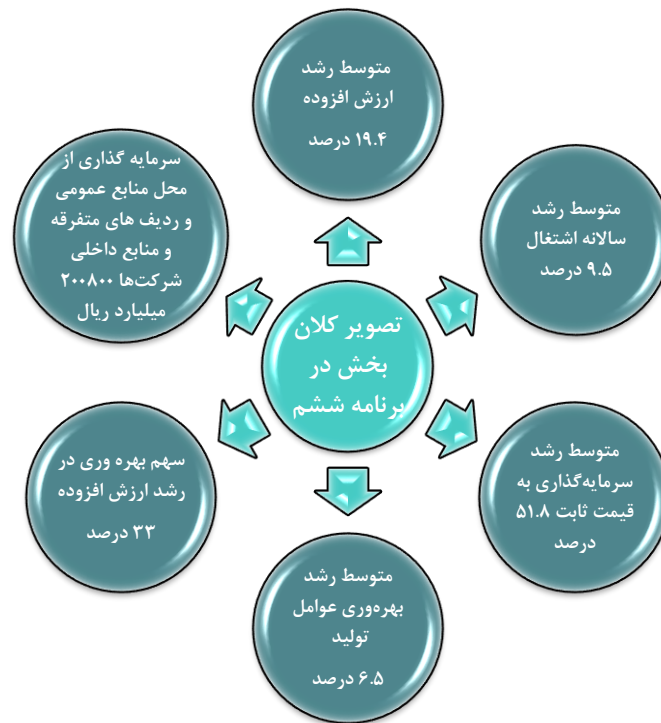 متوسط رشد
ارزش افزوده
۱۹.۴ درصد
متوسط رشد
سالانه اشتغال
۹.۵ درصد
متوسط رشد
سرمایه‌گذاری به
قیمت ثابت ۵۱.۸
درصد
متوسط رشد
بهره‌وری عوامل
تولید
۶.۵ درصد
سهم بهره وری در
رشد ارزش افزوده
۳۳ درصد
سرمایه گذاری از
محل منابع عمومی
و ردیف های متفرقه
و منابع داخلی
شرکت‌ها ۲۰۰۸۰۰
میلیارد ریال
تصویر کلان
بخش در
برنامه ششم